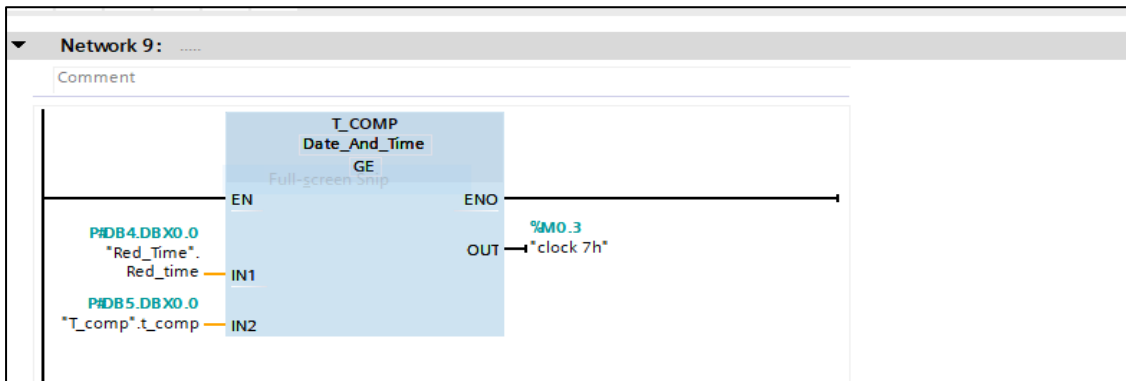 Network 9: .....
Comment
T_COMP
Date_And_Time
GE
Full-screen Snip
EN
ENO
P#DB4.DBX0.0
"Red_Time".
Red_time
IN1
%M0.3
OUT
"clock 7h"
P#DB5.DBX0.0
"T_comp".t_comp
IN2